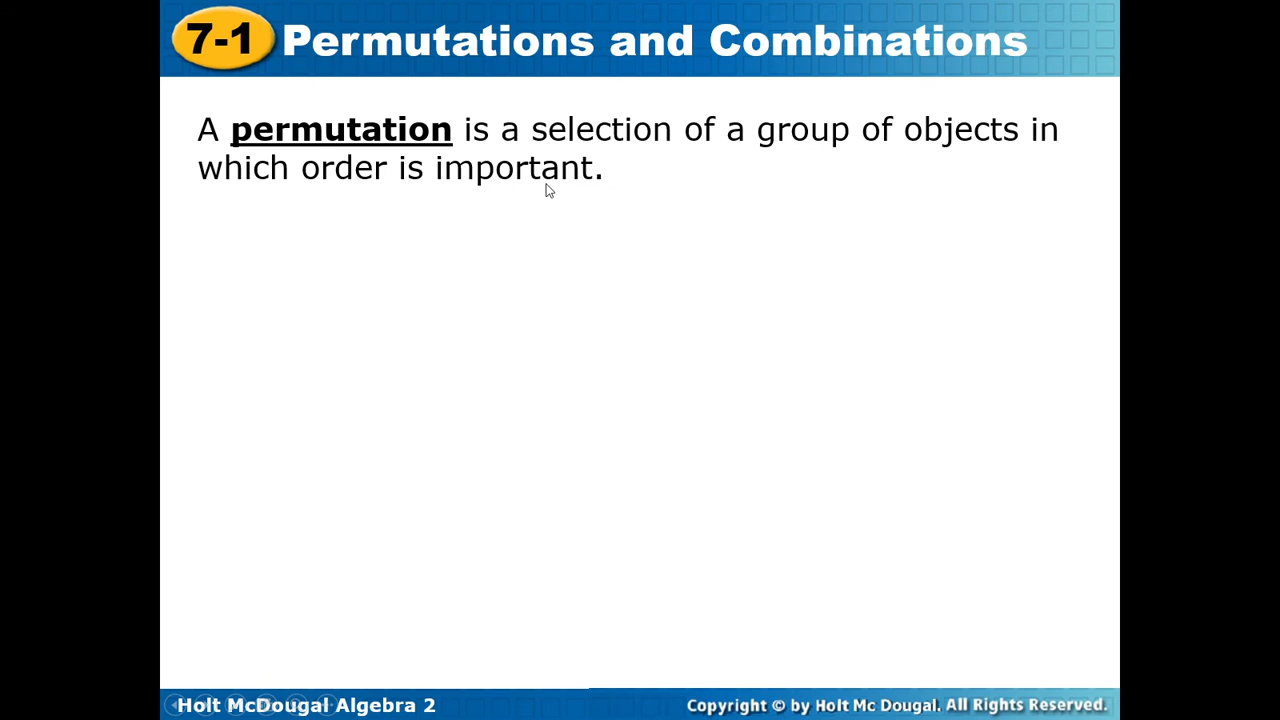 7-1 Permutations and Combinations
A permutation is a selection of a group of objects in
which order is important.
Holt McDougal Algebra 2
Copyright © by Holt Mc Dougal. All Rights Reserved.